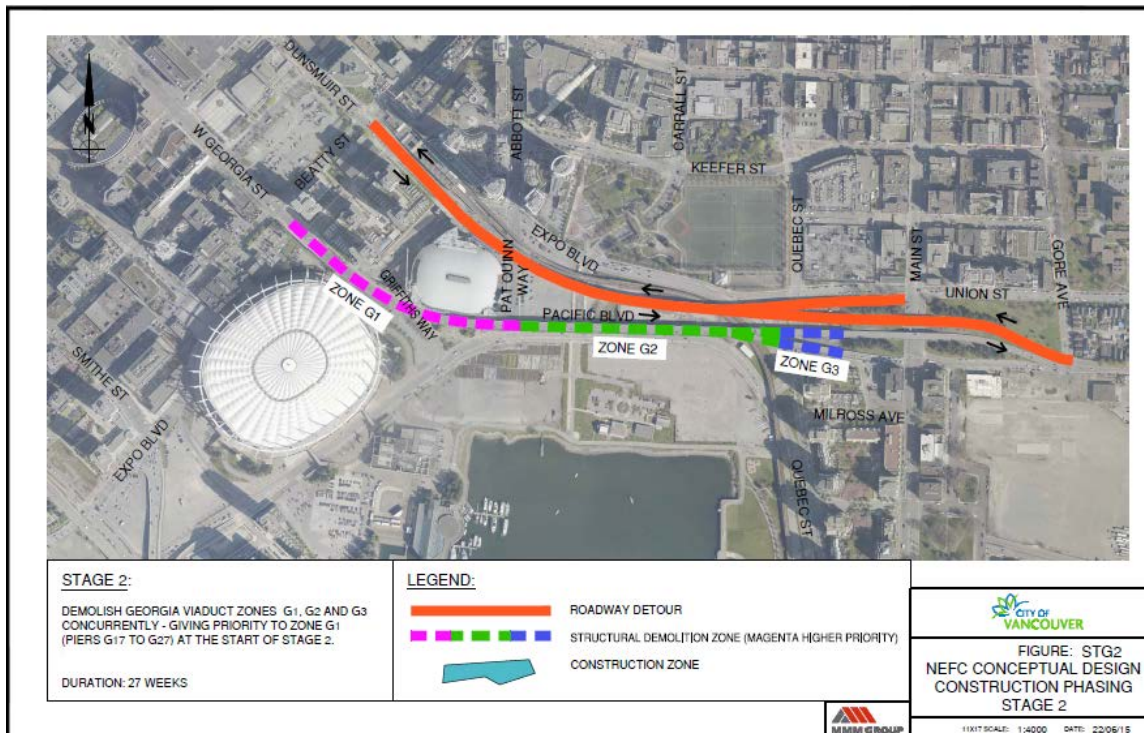 DUNSMUIR ST
W GEORGIA ST
BEATTY ST
ABBOTT ST
CARRALL ST
KEEFER ST
QUEBEC ST
MAIN ST
GORE AVE
UNION ST
EXPO BLVD
PAT QUINN
WAY
PACIFIC BLVD
GRIFFITHS WAY
ZONE G1
ZONE G2
ZONE G3
SMITHE ST
EXPO BLVD
MILROSS AVE
QUEBEC ST
STAGE 2:
DEMOLISH GEORGIA VIADUCT ZONES G1, G2 AND G3
CONCURRENTLY - GIVING PRIORITY TO ZONE G1
(PIERS G17 TO G27) AT THE START OF STAGE 2.
DURATION: 27 WEEKS
LEGEND:
ROADWAY DETOUR
STRUCTURAL DEMOLITION ZONE (MAGENTA HIGHER PRIORITY)
CONSTRUCTION ZONE
CITY OF
VANCOUVER
FIGURE: STG2
NEFC CONCEPTUAL DESIGN
CONSTRUCTION PHASING
STAGE 2
MMM GROUP
11X17 SCALE: 1:4000 DATE: 22/06/15